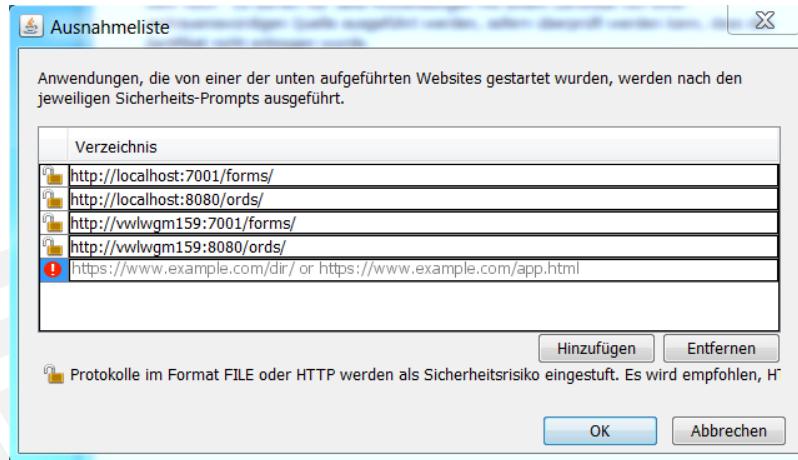 Ausnahmeliste
Anwendungen, die von einer der unten aufgeführten Websites gestartet wurden, werden nach den
jeweiligen Sicherheits-Prompts ausgeführt.
Verzeichnis
http://localhost:7001/forms/
http://localhost:8080/ords/
http://vwlwgm159:7001/forms/
http://vwlwgm159:8080/ords/
https://www.example.com/dir/ or https://www.example.com/app.html
Hinzufügen Entfernen
Protokolle im Format FILE oder HTTP werden als Sicherheitsrisiko eingestuft. Es wird empfohlen, HT
OK Abbrechen